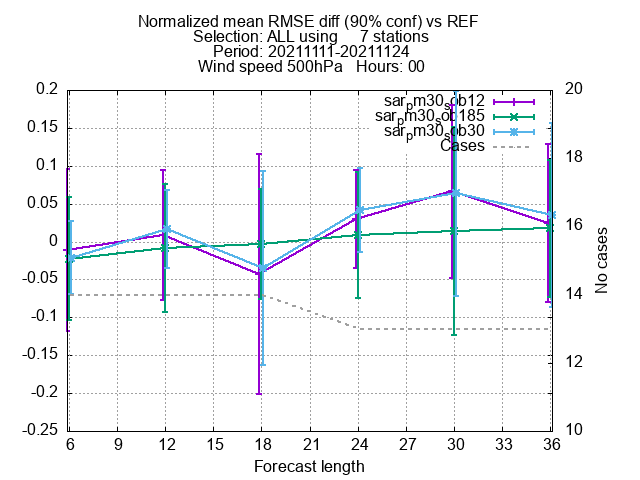 Normalized mean RMSE diff (90% conf) vs REF
Selection: ALL using 7 stations
Period: 20211111-20211124
Wind speed 500hPa Hours: 00
sar_pm30_sob12
sar_pm30_sob185
sar_pm30_sob30
Cases
0.2
0.15
0.1
0.05
0
-0.05
-0.1
-0.15
-0.2
-0.25
20
18
16
14
12
10
No cases
6 9 12 15 18 21 24 27 30 33 36
Forecast length